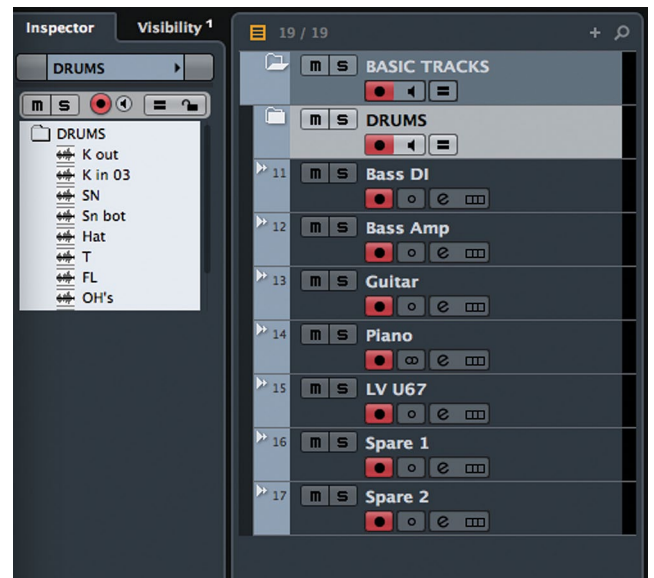 Inspector
Visibility 1
DRUMS
m S
DRUMS
K out
K in 03
SN
Sn bot
Hat
T
FL
OH's
19 / 19 +
m S BASIC TRACKS
m S DRUMS
11 m S Bass DI
e
12 m S Bass Amp
e
13 m S Guitar
e
14 m S Piano
e
15 m S LV U67
e
16 m S Spare 1
e
17 m S Spare 2
e